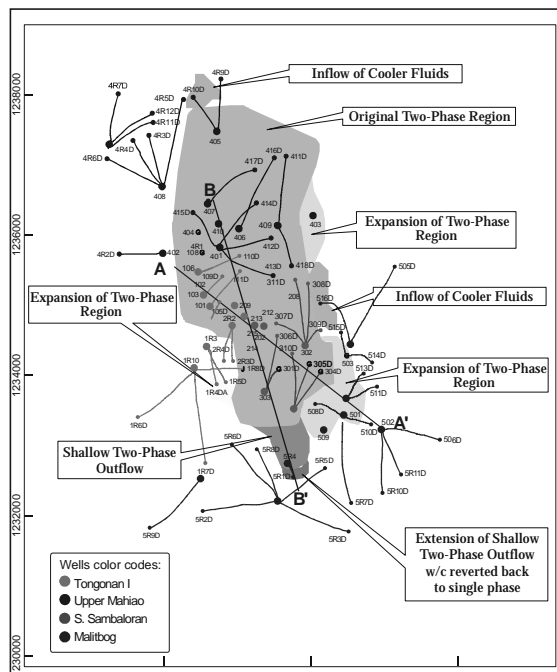 1238000
1236000
1234000
1232000
1230000
Inflow of Cooler Fluids
Original Two-Phase Region
Expansion of Two-Phase
Region
Inflow of Cooler Fluids
Expansion of Two-Phase
Region
Expansion of Two-Phase
Region
Shallow Two-Phase
Outflow
Extension of Shallow
Two-Phase Outflow
w/c reverted back
to single phase
4R7D
4R5D
4R12D
4R11D
4R3D
4R4D
4R6D
408
4R10D
4R9D
405
417D
416D
411D
B
407
415D
410
414D
406
409
403
404
4R1
401
412D
4R2D
402
108
110D
413D
418D
A
106
109D
111D
311D
505D
102
103
208
308D
101
105D
209
516D
2R2
213
212
307D
309D
515D
202
215
306D
302
1R3
2R4D
214
310D
503
514D
2R3D
1R10
1R8D
301D
305D
304D
513D
1R5D
1R4DA
303
511D
508D
501
1R6D
509
510D
502
A'
506D
5R6D
5R8D
5R4
5R5D
1R7D
5R1D
B'
5R11D
5R10D
5R7D
5R2D
5R9D
5R3D
Wells color codes:
Tongonan I
Upper Mahiao
S. Sambaloran
Malitbog